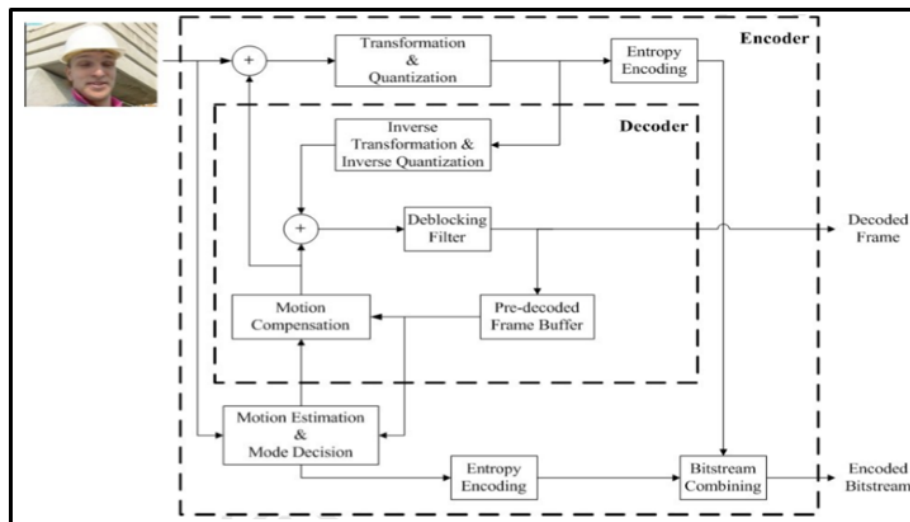 Encoder
Transformation
&
Quantization
Entropy
Encoding
Decoder
Inverse
Transformation &
Inverse Quantization
Deblocking
Filter
Decoded
Frame
Motion
Compensation
Pre-decoded
Frame Buffer
Motion Estimation
&
Mode Decision
Entropy
Encoding
Bitstream
Combining
Encoded
Bitstream
+
+